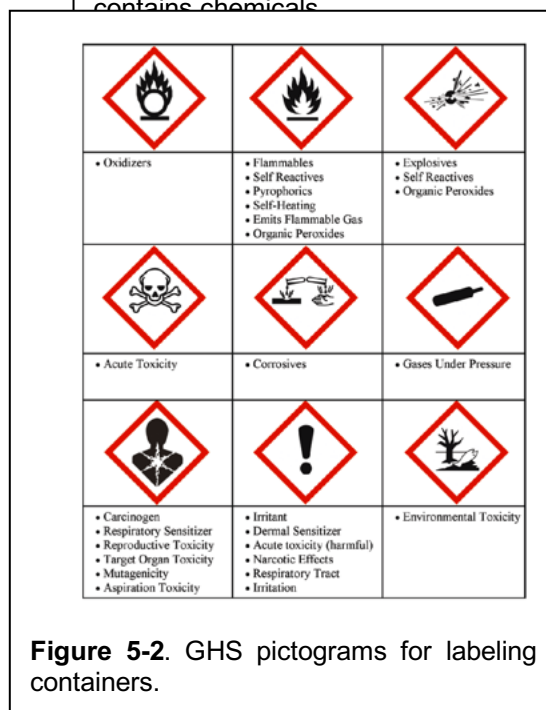 contains chemicals
• Oxidizers
• Flammables
• Self Reactives
• Pyrophorics
• Self-Heating
• Emits Flammable Gas
• Organic Peroxides
• Explosives
• Self Reactives
• Organic Peroxides
• Acute Toxicity
• Corrosives
• Gases Under Pressure
• Carcinogen
• Respiratory Sensitizer
• Reproductive Toxicity
• Target Organ Toxicity
• Mutagenicity
• Aspiration Toxicity
• Irritant
• Dermal Sensitizer
• Acute toxicity (harmful)
• Narcotic Effects
• Respiratory Tract
• Irritation
• Environmental Toxicity
Figure 5-2. GHS pictograms for labeling
containers.